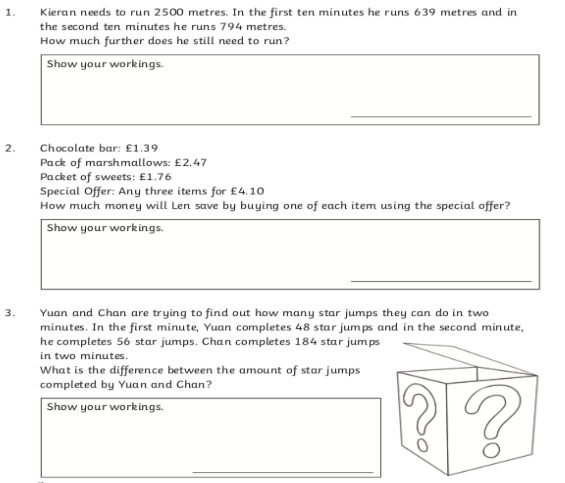 1. Kieran needs to run 2500 metres. In the first ten minutes he runs 639 metres and in
the second ten minutes he runs 794 metres.
How much further does he still need to run?
Show your workings.
2. Chocolate bar: £1.39
Pack of marshmallows: £2.47
Packet of sweets: £1.76
Special Offer: Any three items for £4.10
How much money will Len save by buying one of each item using the special offer?
Show your workings.
3. Yuan and Chan are trying to find out how many star jumps they can do in two
minutes. In the first minute, Yuan completes 48 star jumps and in the second minute,
he completes 56 star jumps. Chan completes 184 star jumps
in two minutes.
What is the difference between the amount of star jumps
completed by Yuan and Chan?
Show your workings.
? ?